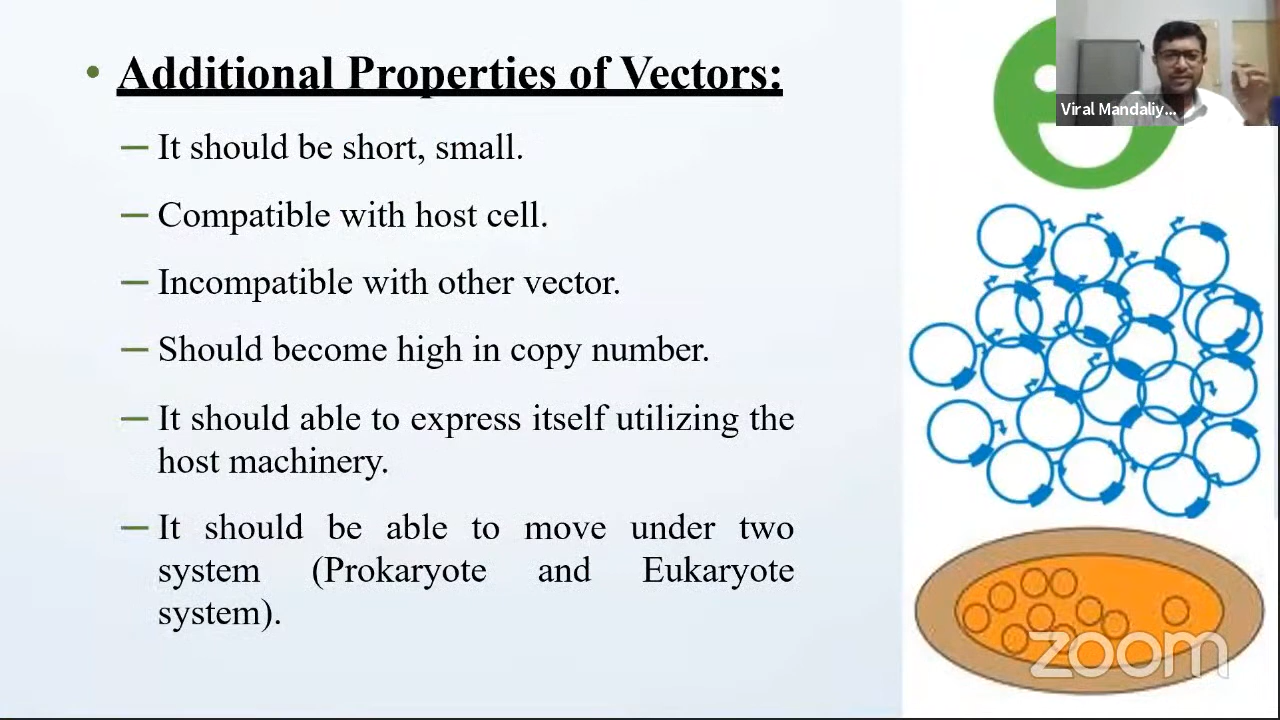 • Additional Properties of Vectors:
— It should be short, small.
— Compatible with host cell.
— Incompatible with other vector.
— Should become high in copy number.
— It should able to express itself utilizing the
host machinery.
— It should be able to move under two
system (Prokaryote and Eukaryote
system).
Viral Mandaliy...
zoom